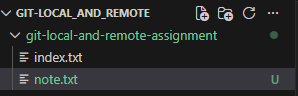 GIT-LOCAL_AND_REMOTE
git-local-and-remote-assignment
index.txt
note.txt U